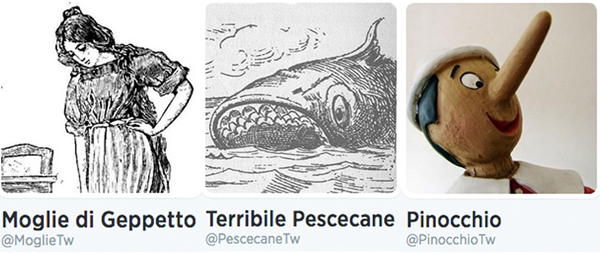 Moglie di Geppetto
@MoglieTw
Terribile Pescecane
@PescecaneTw
Pinocchio
@PinocchioTw